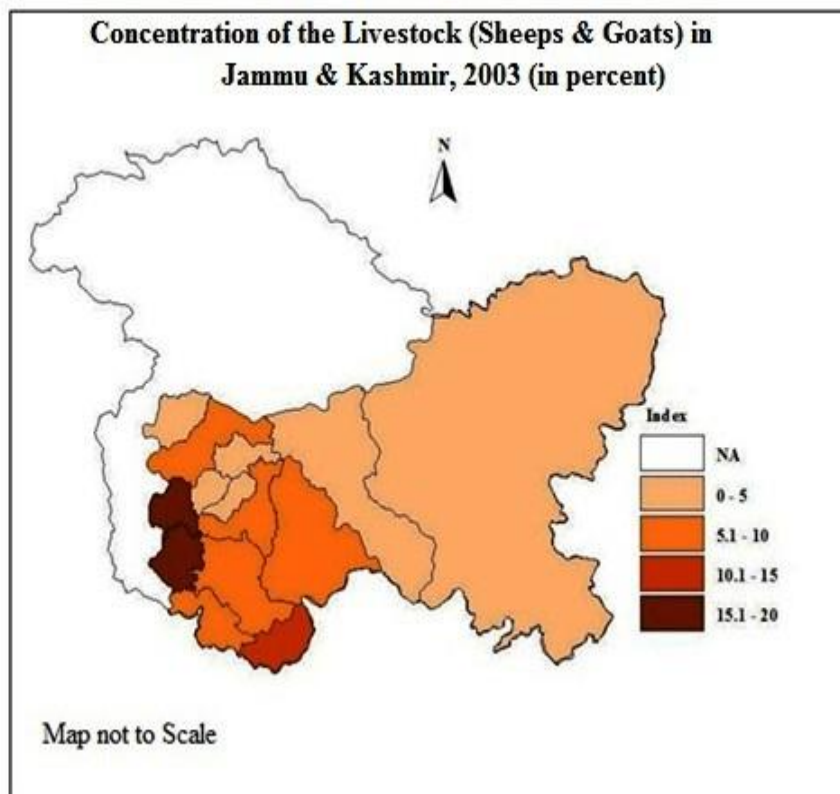 Concentration of the Livestock (Sheeps & Goats) in
Jammu & Kashmir, 2003 (in percent)
N
Index
NA
0 - 5
5.1 - 10
10.1 - 15
15.1 - 20
Map not to Scale